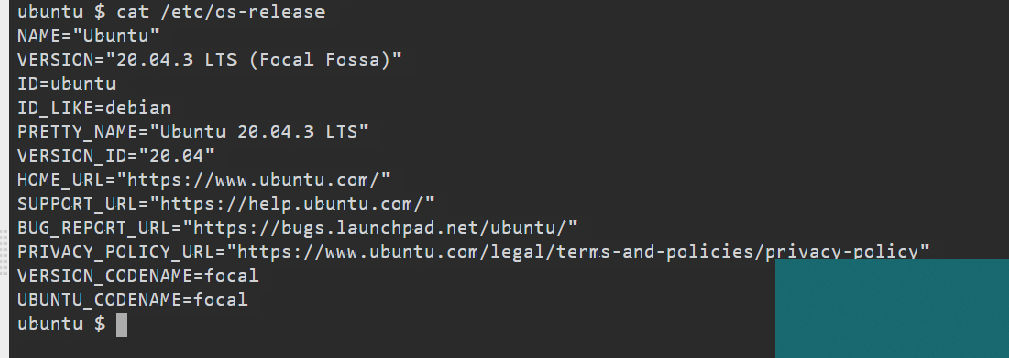 ubuntu $ cat /etc/os-release
NAME="Ubuntu"
VERSION="20.04.3 LTS (Focal Fossa)"
ID=ubuntu
ID_LIKE=debian
PRETTY_NAME="Ubuntu 20.04.3 LTS"
VERSION_ID="20.04"
HOME_URL="https://www.ubuntu.com/"
SUPPORT_URL="https://help.ubuntu.com/"
BUG_REPORT_URL="https://bugs.launchpad.net/ubuntu/"
PRIVACY_POLICY_URL="https://www.ubuntu.com/legal/terms-and-policies/privacy-policy"
VERSION_CODENAME=focal
UBUNTU_CODENAME=focal
ubuntu $